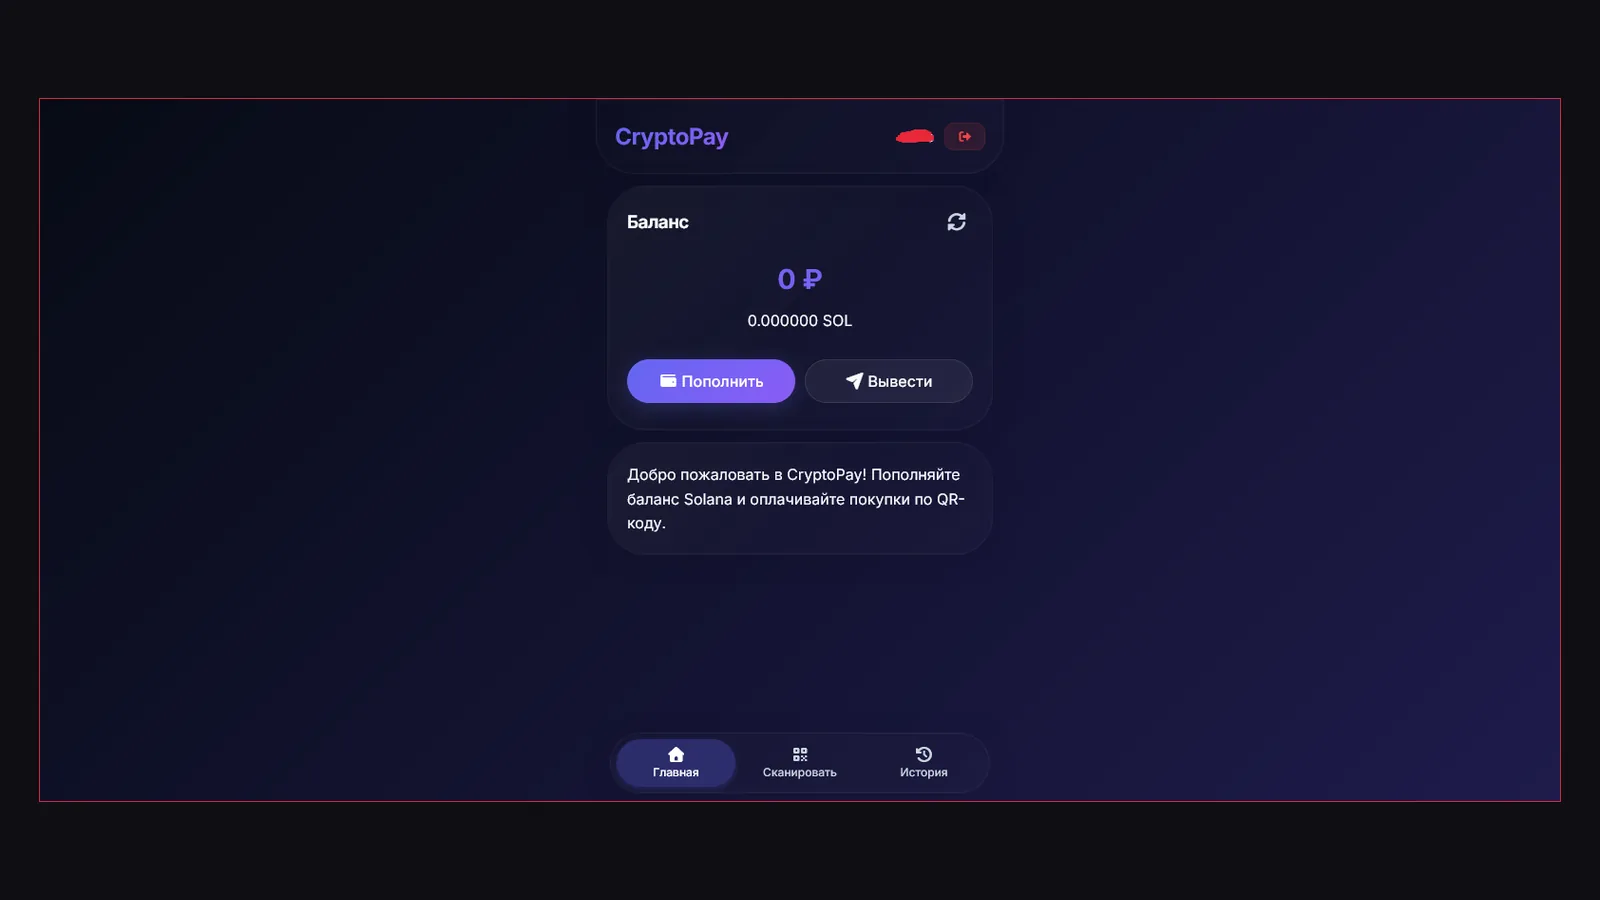 CryptoPay
Баланс
0 ₽
0.000000 SOL
Пополнить
Вывести
Добро пожаловать в CryptoPay! Пополняйте
баланс Solana и оплачивайте покупки по QR-
коду.
Главная
Сканировать
История